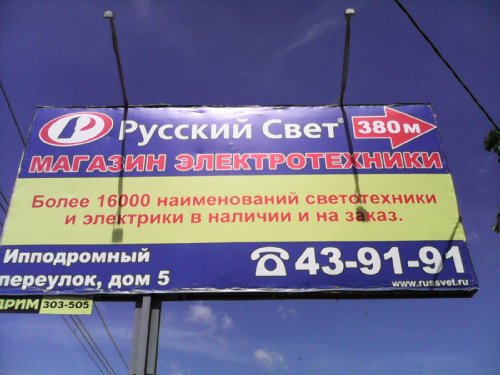 Русский Свет®
380м
МАГАЗИН ЭЛЕКТРОТЕХНИКИ
Более 16000 наименований светотехники
и электрики в наличии и на заказ.
Ипподромный
переулок, дом 5
43-91-91
www.russvet.ru
АРИМ 303-505